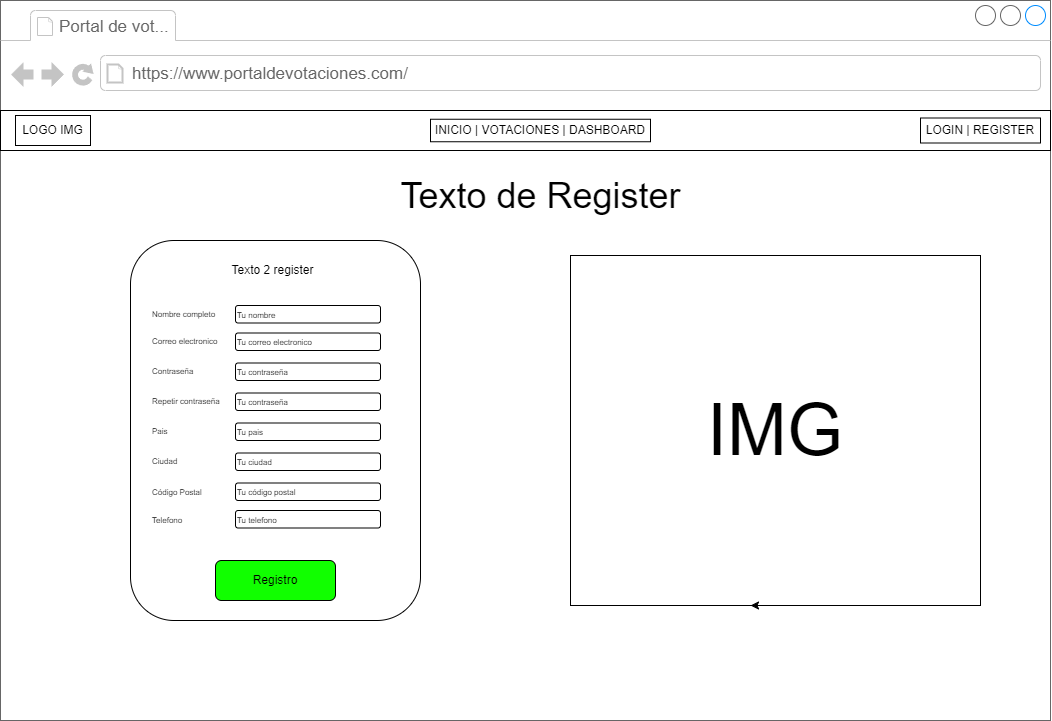 Portal de vot...
https://www.portaldevotaciones.com/
LOGO IMG
INICIO | VOTACIONES | DASHBOARD
LOGIN | REGISTER
Texto de Register
Texto 2 register
Nombre completo Tu nombre
Correo electronico Tu correo electronico
Contraseña Tu contraseña
Repetir contraseña Tu contraseña
Pais Tu pais
Ciudad Tu ciudad
Código Postal Tu código postal
Telefono Tu telefono
Registro
IMG